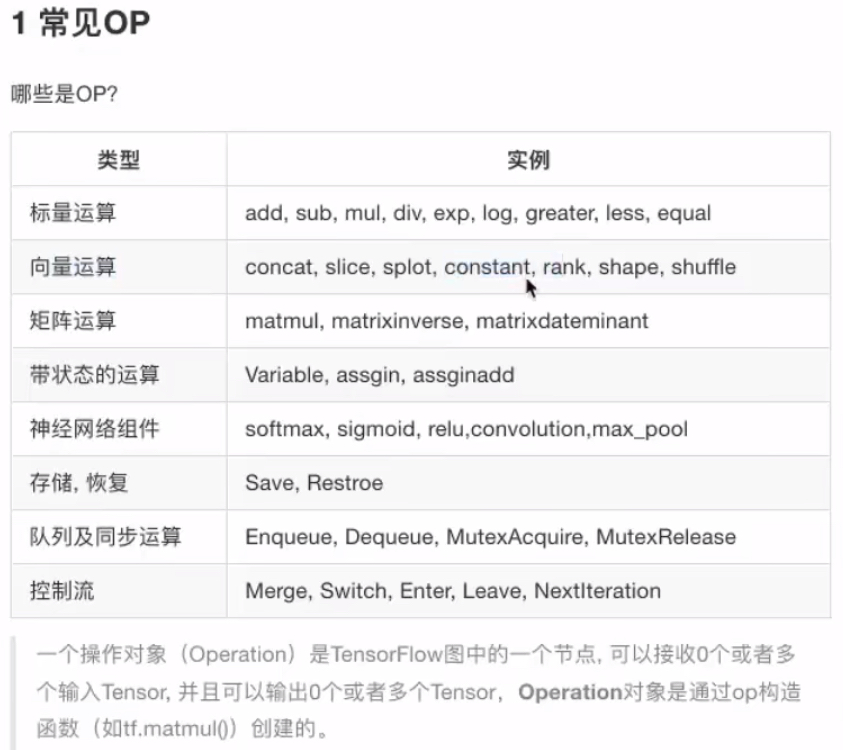 1 常见OP
哪些是OP?
类型 实例
标量运算 add, sub, mul, div, exp, log, greater, less, equal
向量运算 concat, slice, splot, constant, rank, shape, shuffle
矩阵运算 matmul, matrixinverse, matrixdateminant
带状态的运算 Variable, assgin, assginadd
神经网络组件 softmax, sigmoid, relu,convolution,max_pool
存储, 恢复 Save, Restroe
队列及同步运算 Enqueue, Dequeue, MutexAcquire, MutexRelease
控制流 Merge, Switch, Enter, Leave, NextIteration
一个操作对象（Operation）是TensorFlow图中的一个节点, 可以接收0个或者多
个输入Tensor, 并且可以输出0个或者多个Tensor，Operation对象是通过op构造
函数（如tf.matmul()）创建的。